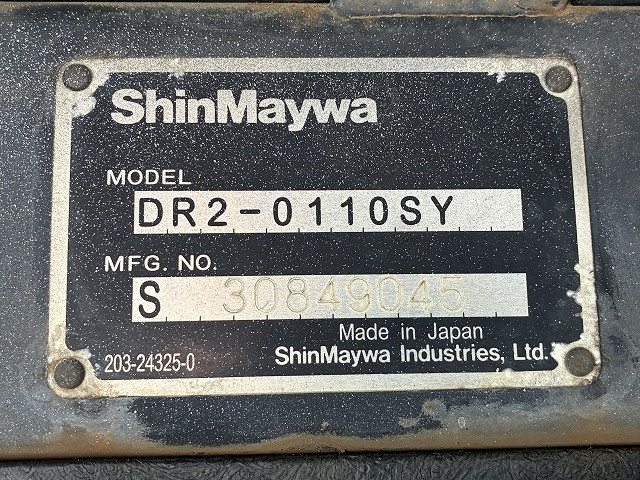 ShinMaywa
MODEL
DR2-0110SY
MFG. NO.
S 30849045
Made in Japan
203-24325-0 ShinMaywa Industries, Ltd.